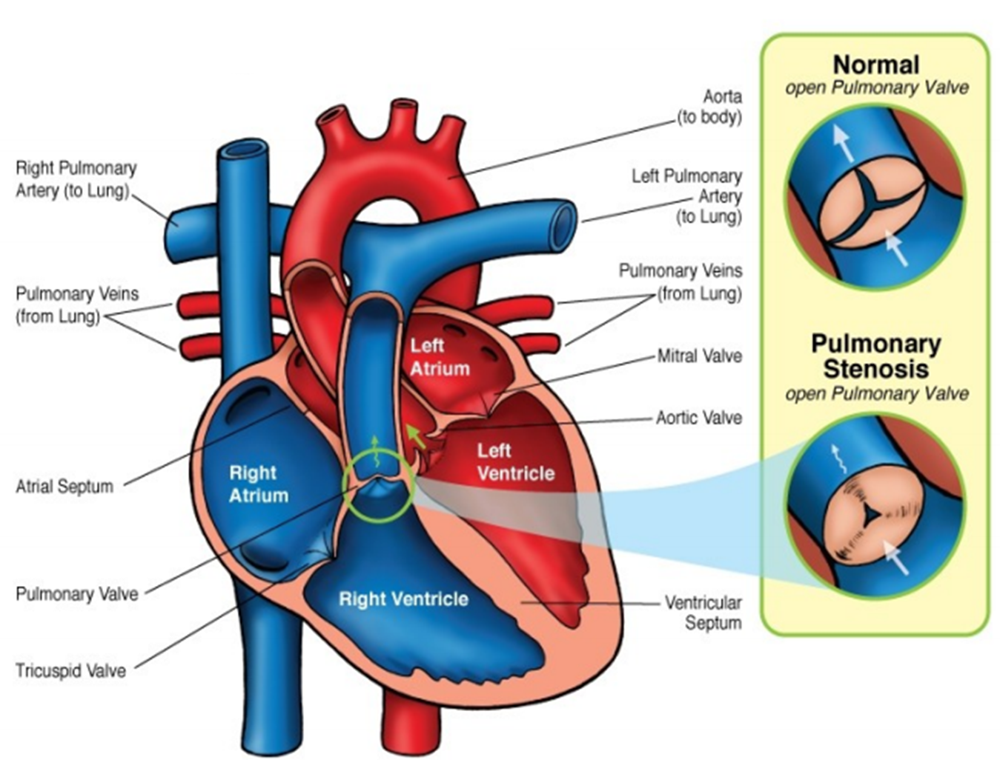 Aorta
(to body)
Right Pulmonary
Artery (to Lung)
Left Pulmonary
Artery
(to Lung)
Pulmonary Veins
(from Lung)
Pulmonary Veins
(from Lung)
Left
Atrium
Mitral Valve
Aortic Valve
Left
Ventricle
Right
Atrium
Atrial Septum
Pulmonary Valve
Right Ventricle
Ventricular
Septum
Tricuspid Valve
Normal
open Pulmonary Valve
Pulmonary
Stenosis
open Pulmonary Valve